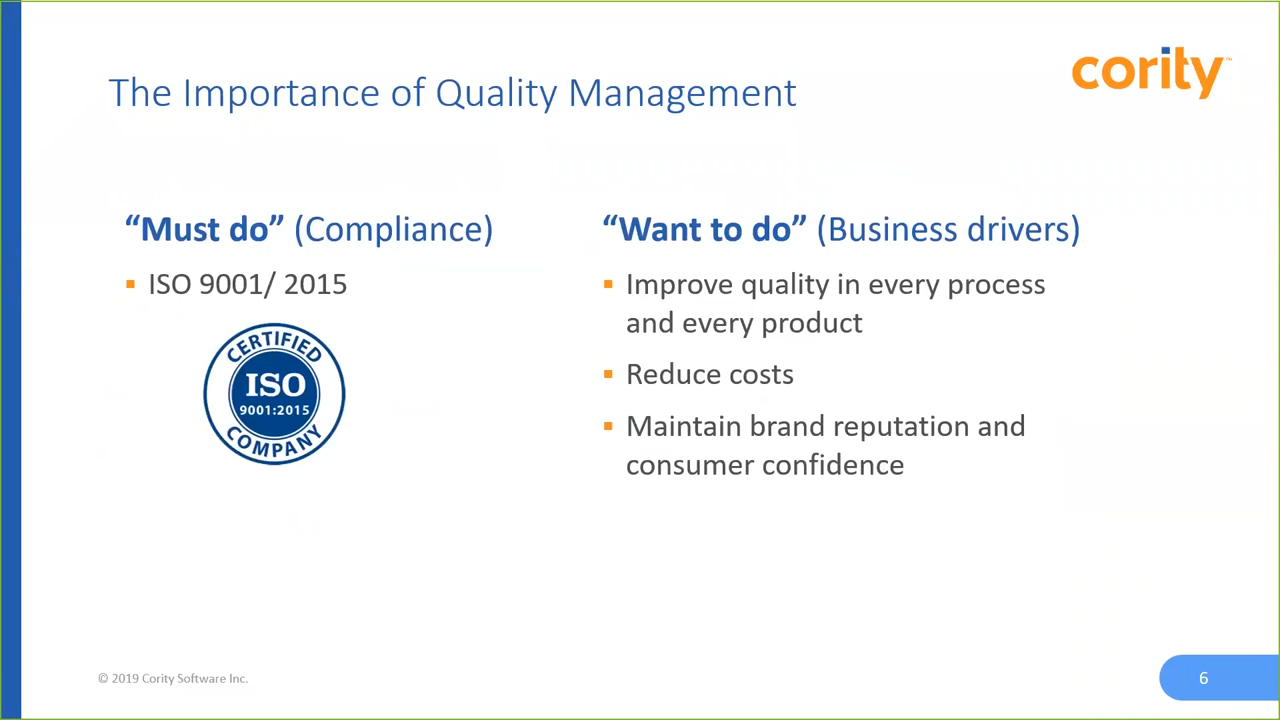 The Importance of Quality Management
cority™
“Must do” (Compliance)
▪ ISO 9001/ 2015
CERTIFIED
ISO
9001:2015
COMPANY
“Want to do” (Business drivers)
▪ Improve quality in every process
and every product
▪ Reduce costs
▪ Maintain brand reputation and
consumer confidence
© 2019 Cority Software Inc.
6